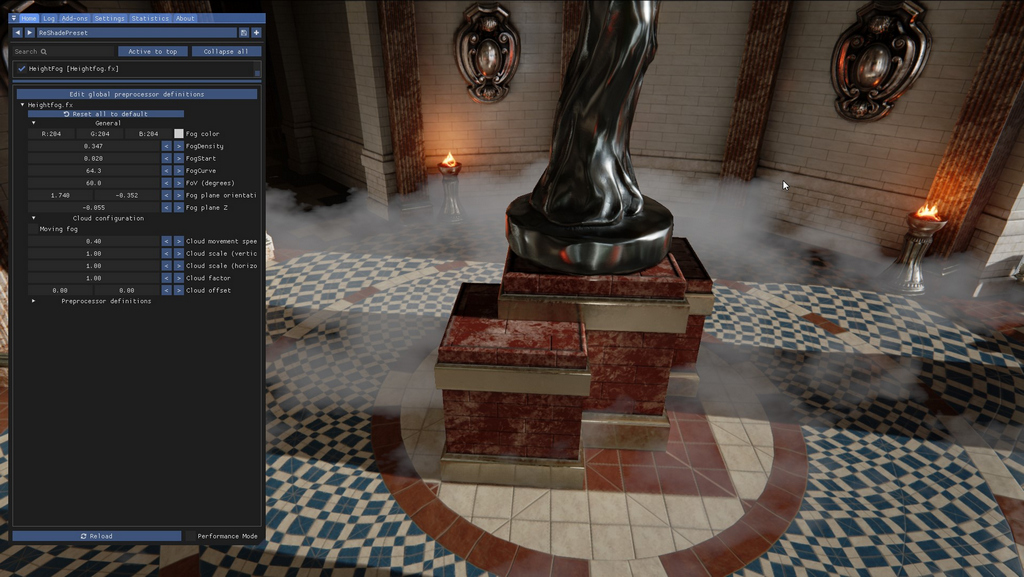 Home Log Add-ons Settings Statistics About
ReShadePreset
Search Active to top Collapse all
HeightFog [Heightfog.fx]
Edit global preprocessor definitions
Heightfog.fx
Reset all to default
General
R:204 G:204 B:204 Fog color
0.347 < > FogDensity
0.028 < > FogStart
64.3 < > FogCurve
60.0 < > FoV (degrees)
1.740 -0.352 Fog plane orientati
-0.055 < > Fog plane Z
Cloud configuration
Moving fog
0.40 < > Cloud movement spee
1.00 < > Cloud scale (vertic
1.00 < > Cloud scale (horizo
1.00 < > Cloud factor
0.00 0.00 < > Cloud offset
Preprocessor definitions
Reload Performance Mode